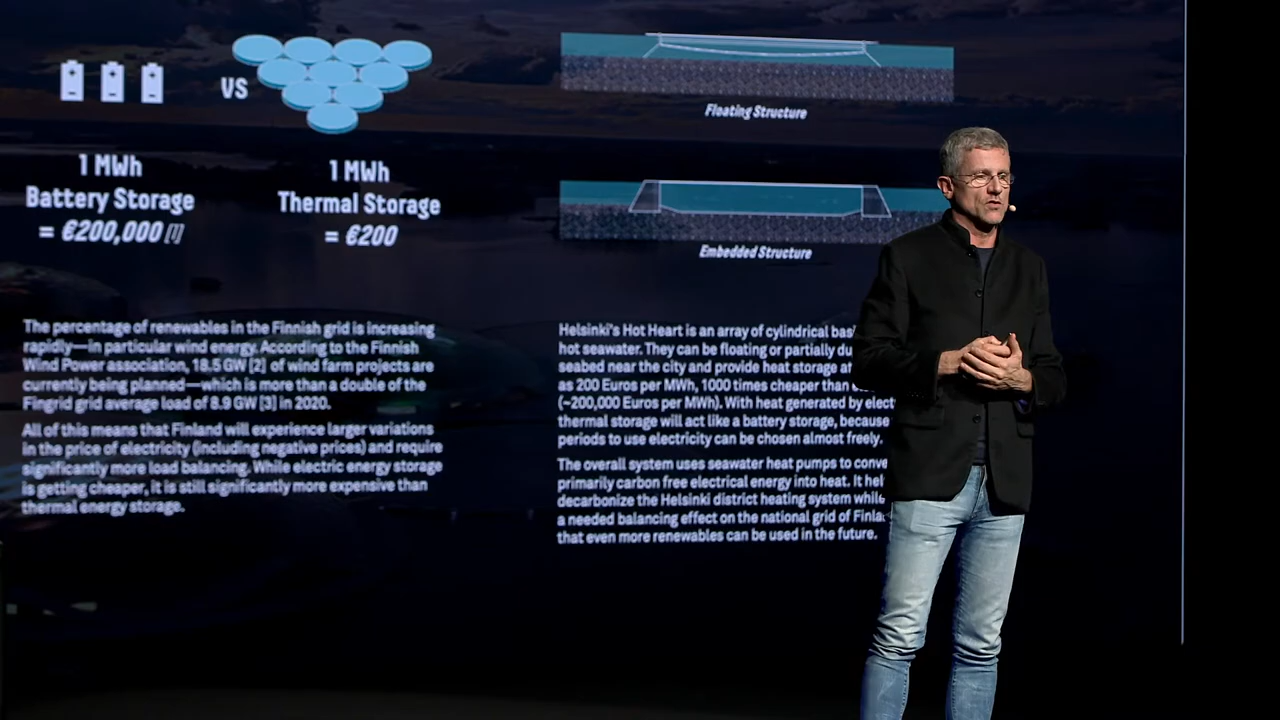 VS
1 MWh
Battery Storage
= €200,000 [1]
1 MWh
Thermal Storage
= €200
Floating Structure
Embedded Structure
The percentage of renewables in the Finnish grid is increasing
rapidly—in particular wind energy. According to the Finnish
Wind Power association, 18.5 GW [2] of wind farm projects are
currently being planned—which is more than a double of the
Fingrid grid average load of 8.9 GW [3] in 2020.
All of this means that Finland will experience larger variations
in the price of electricity (including negative prices) and require
significantly more load balancing. While electric energy storage
is getting cheaper, it is still significantly more expensive than
thermal energy storage.
Helsinki's Hot Heart is an array of cylindrical
hot seawater. They can be floating or partially
seabed near the city and provide heat storage
as 200 Euros per MWh, 1000 times cheaper than
(~200,000 Euros per MWh). With heat generated by
thermal storage will act like a battery storage, because
periods to use electricity can be chosen almost freely.
The overall system uses seawater heat pumps to
primarily carbon free electrical energy into heat. It
decarbonize the Helsinki district heating system while
a needed balancing effect on the national grid of
that even more renewables can be used in the future.